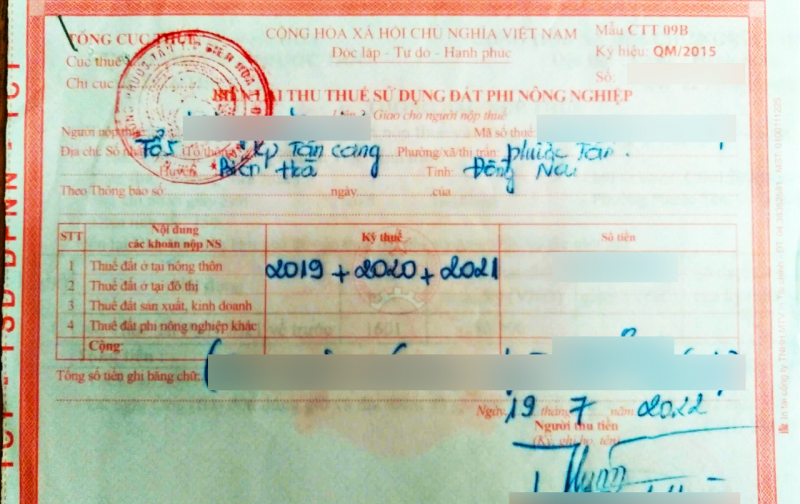 TỔNG CỤC THUẾ
CỘNG HÒA XÃ HỘI CHỦ NGHĨA VIỆT NAM
Mẫu CTT 09B
Cục thuế
Độc lập - Tự do - Hạnh phúc
Ký hiệu: QM/2015
Chi cục
Số:
BIÊN LAI THU THUẾ SỬ DỤNG ĐẤT PHI NÔNG NGHIỆP
Giao cho người nộp thuế
Người nộp thuế:
Mã số thuế:
Địa chỉ: Số nhà Tổ 5 Kp Tân Cang Phường/xã/thị trấn: phước Tân
Huyện Biên Hoà Tỉnh: Đồng Nai
Theo Thông báo số: ngày của
STT Nội dung các khoản nộp NS Kỳ thuế Số tiền
1 Thuế đất ở tại nông thôn 2019 + 2020 + 2021
2 Thuế đất ở tại đô thị
3 Thuế đất sản xuất, kinh doanh
4 Thuế đất phi nông nghiệp khác
Cộng:
Tổng số tiền ghi bằng chữ:
Ngày 19 tháng 7 năm 2022
Người thu tiền
(Ký, ghi họ, tên)